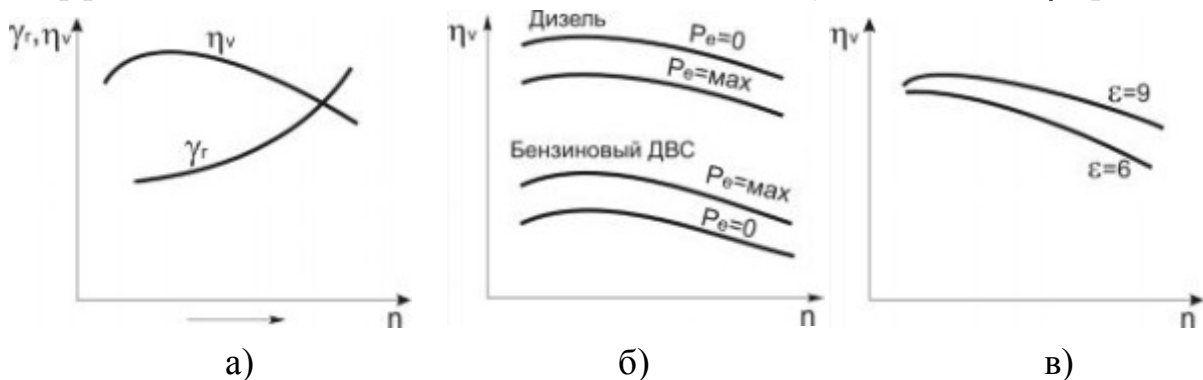 γг, ηv
ηv
γг
n
а)
ηv
Дизель
Pe=0
Pe=мах
Бензиновый ДВС
Pe=мах
Pe=0
n
б)
ηv
ε=9
ε=6
n
в)